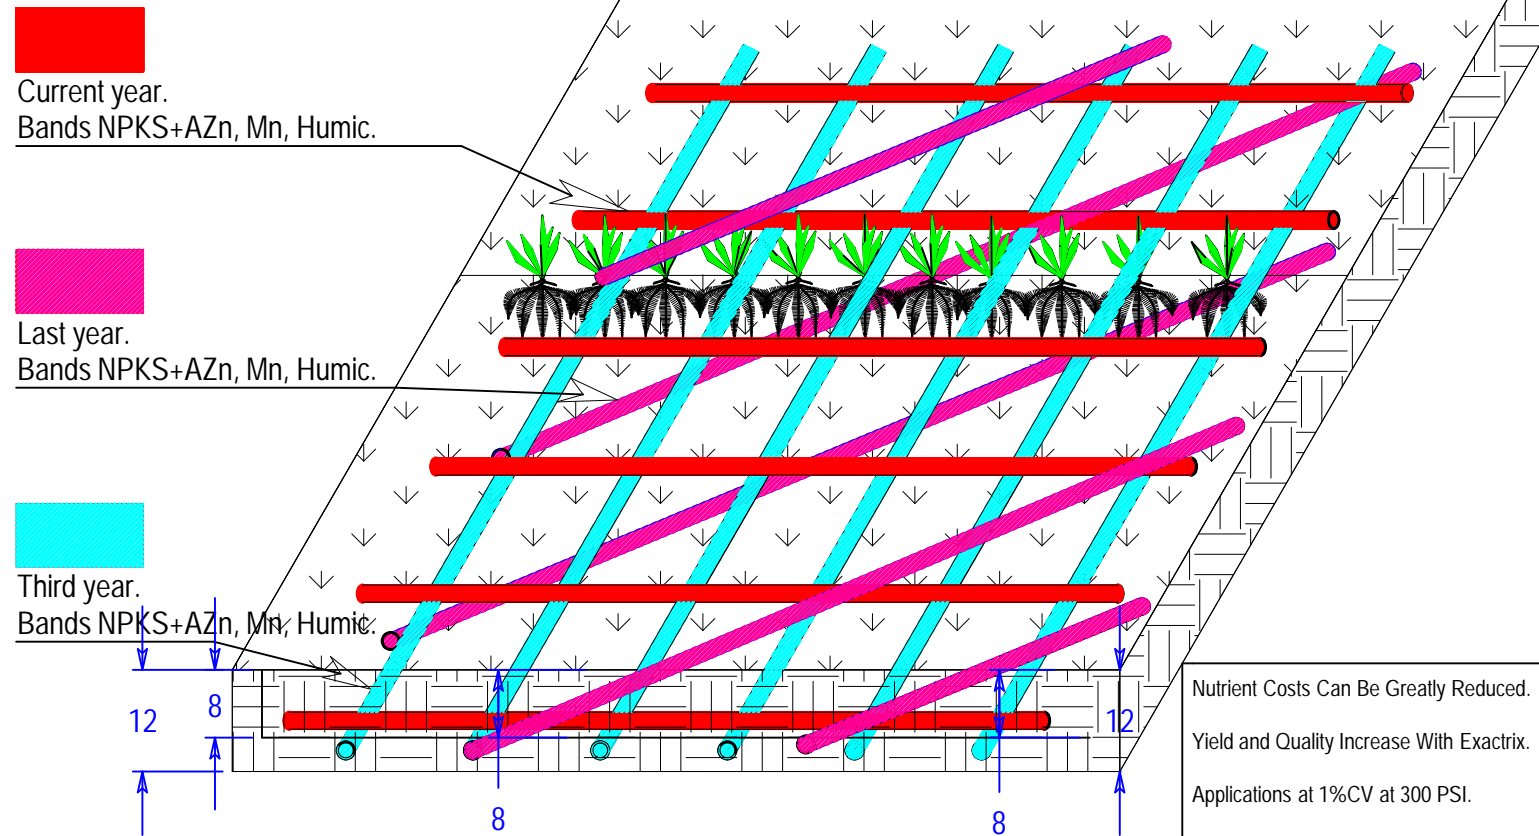 Current year.
Bands NPKS+AZn, Mn, Humic.
Last year.
Bands NPKS+AZn, Mn, Humic.
Third year.
Bands NPKS+AZn, Mn, Humic.
12
8
8
8
12
Nutrient Costs Can Be Greatly Reduced.
Yield and Quality Increase With Exactrix.
Applications at 1%CV at 300 PSI.